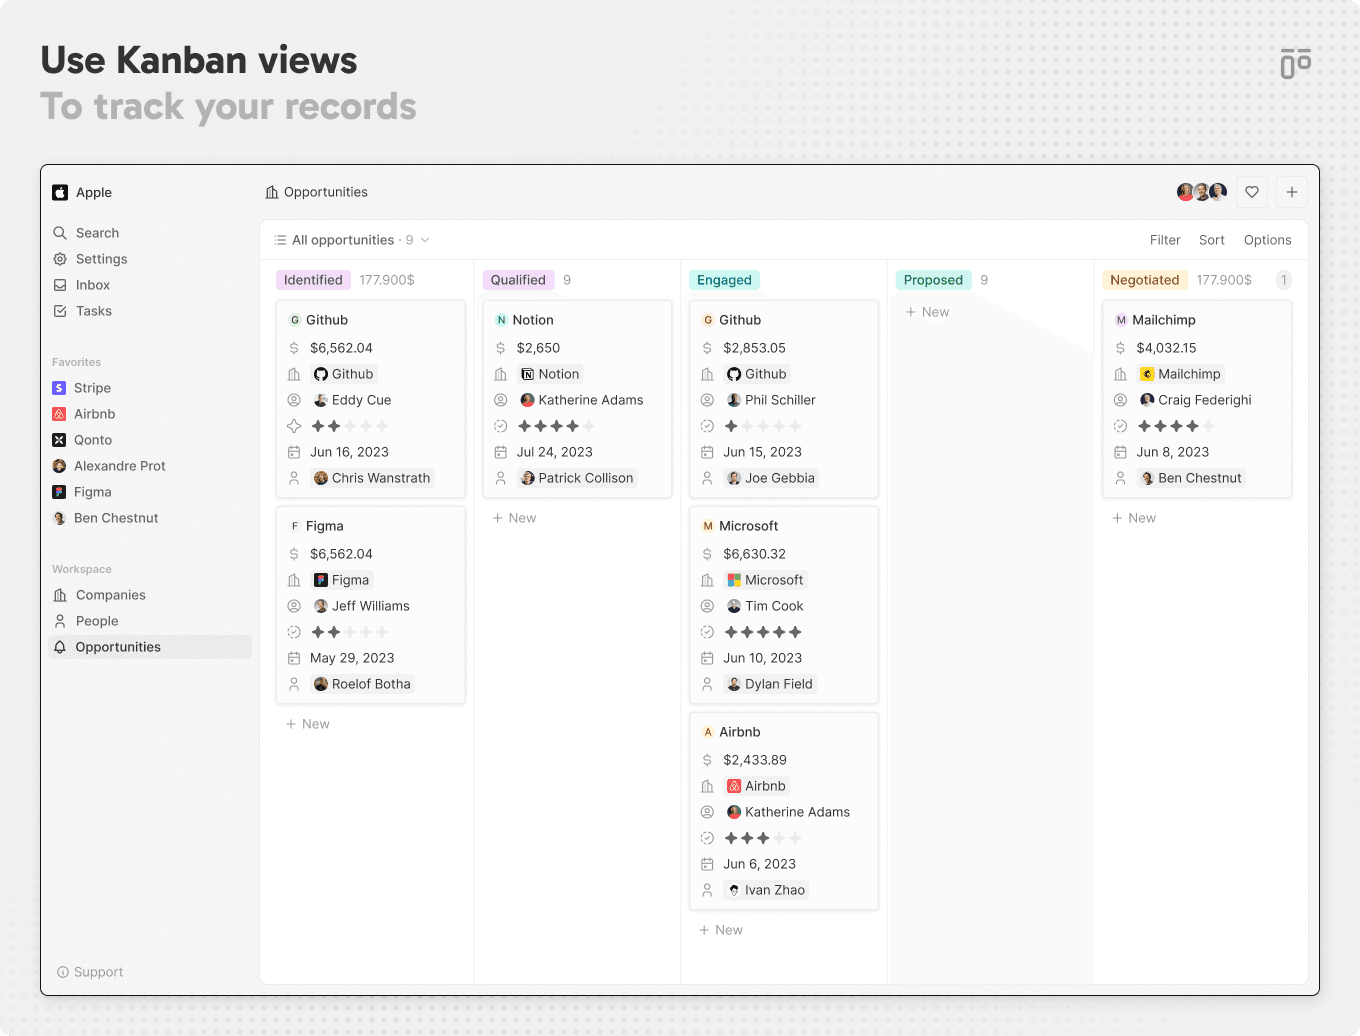 Use Kanban views
To track your records
Apple
Search
Settings
Inbox
Tasks
Favorites
S Stripe
Airbnb
Qonto
Alexandre Prot
Figma
Ben Chestnut
Workspace
Companies
People
Opportunities
Support
Opportunities
All opportunities · 9
Filter Sort Options
Identified 177.900$
G Github
$6,562.04
Github
Eddy Cue
Jun 16, 2023
Chris Wanstrath
F Figma
$6,562.04
Figma
Jeff Williams
May 29, 2023
Roelof Botha
+ New
Qualified 9
N Notion
$2,650
Notion
Katherine Adams
Jul 24, 2023
Patrick Collison
+ New
Engaged
G Github
$2,853.05
Github
Phil Schiller
Jun 15, 2023
Joe Gebbia
M Microsoft
$6,630.32
Microsoft
Tim Cook
Jun 10, 2023
Dylan Field
A Airbnb
$2,433.89
Airbnb
Katherine Adams
Jun 6, 2023
Ivan Zhao
+ New
Proposed 9
+ New
Negotiated 177.900$ 1
M Mailchimp
$4,032.15
Mailchimp
Craig Federighi
Jun 8, 2023
Ben Chestnut
+ New